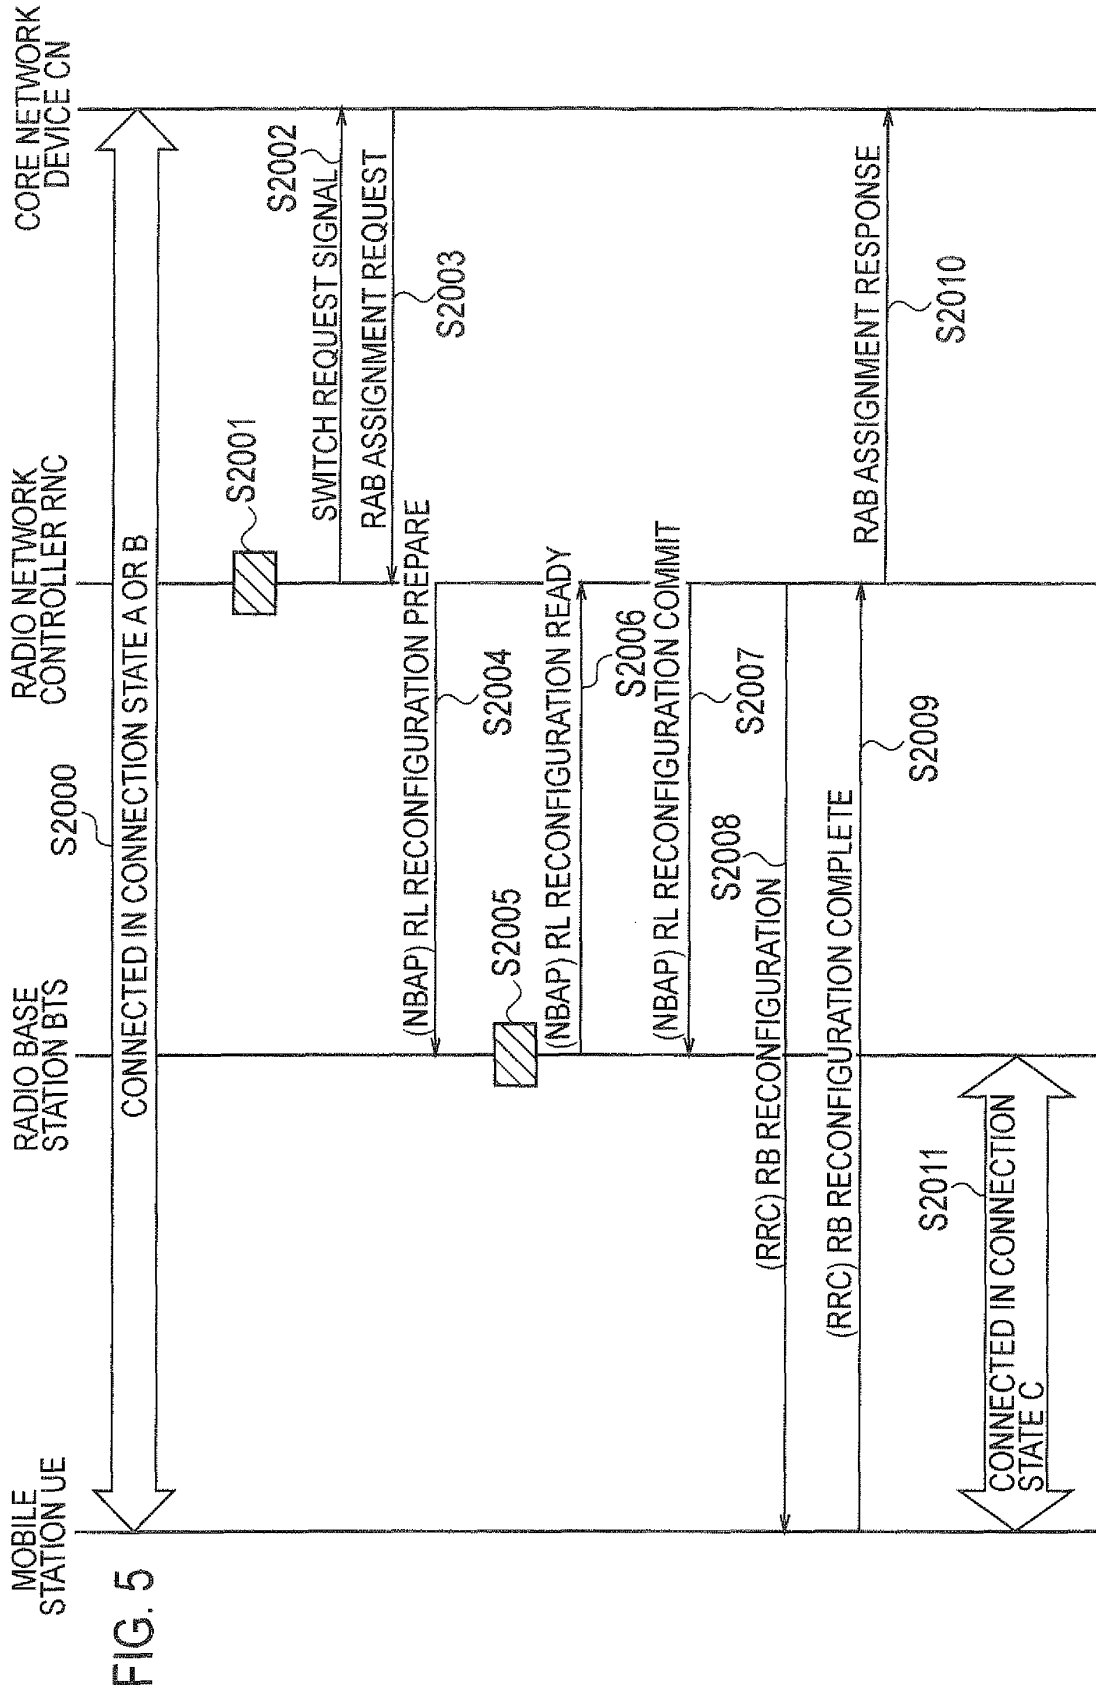 FIG. 5
MOBILE
STATION UE
RADIO BASE
STATION BTS
RADIO NETWORK
CONTROLLER RNC
CORE NETWORK
DEVICE CN
S2000
CONNECTED IN CONNECTION STATE A OR B
S2001
S2002
SWITCH REQUEST SIGNAL
RAB ASSIGNMENT REQUEST
S2003
(NBAP) RL RECONFIGURATION PREPARE
S2004
S2005
(NBAP) RL RECONFIGURATION READY
S2006
(NBAP) RL RECONFIGURATION COMMIT
S2007
S2008
(RRC) RB RECONFIGURATION
(RRC) RB RECONFIGURATION COMPLETE
S2009
RAB ASSIGNMENT RESPONSE
S2010
S2011
CONNECTED IN CONNECTION
STATE C